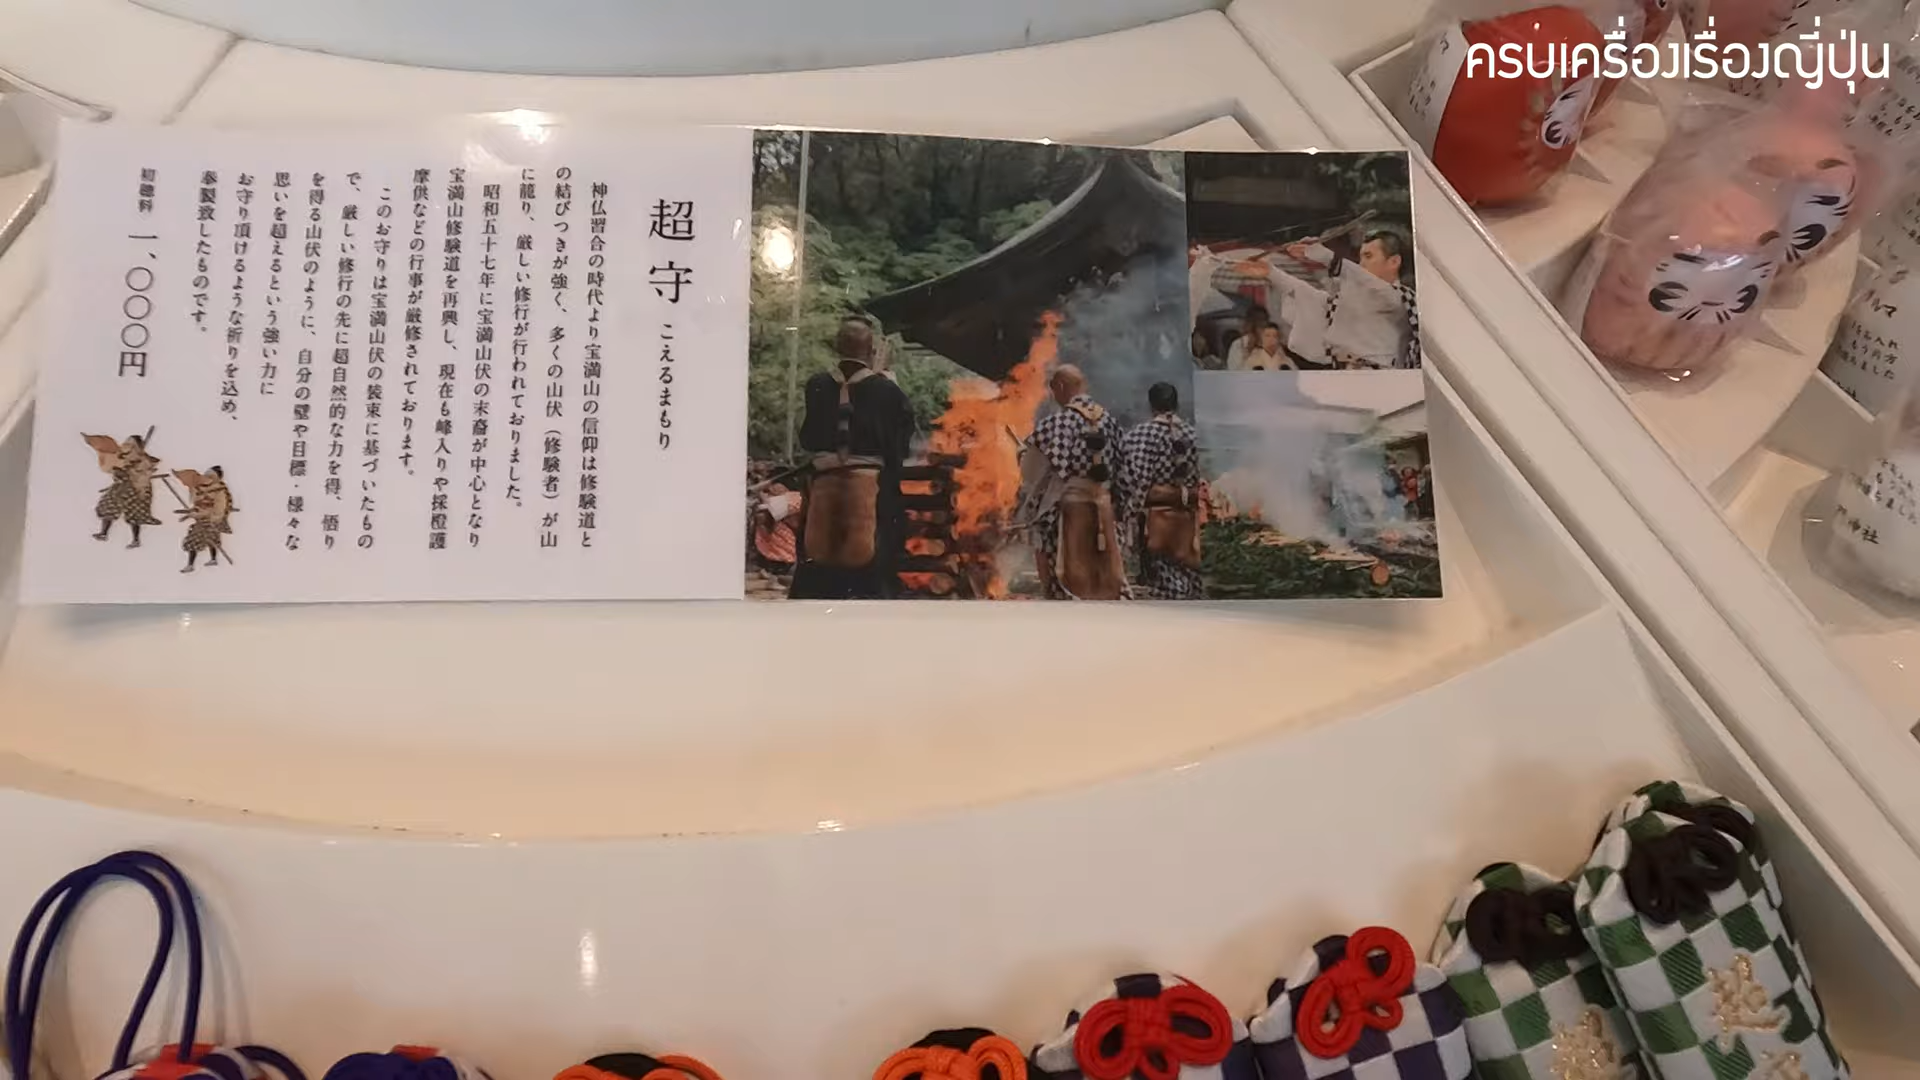 ครบเครื่องเรื่องญี่ปุ่น
超守 こえるまもり
神仏習合の時代より宝満山の信仰は修験道と
の結びつきが強く、多くの山伏（修験者）が山
に籠り、厳しい修行が行われておりました。
昭和五十七年に宝満山伏の末裔が中心となり
宝満山修験道を再興し、現在も峰入りや採橙護
摩供などの行事が厳修されております。
このお守りは宝満山伏の装束に基づいたもの
で、厳しい修行の先に超自然的な力を得、悟り
を得る山伏のように、自分の壁や目標・様々な
思いを超えるという強い力に
お守り頂けるような祈りを込め、
奉製致したものです。
初穂料 一、〇〇〇円
神社
超